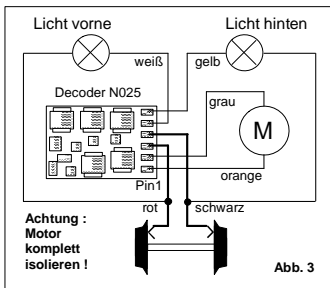 Licht vorne
Licht hinten
weiß
gelb
Decoder N025
grau
M
orange
Pin1
rot
schwarz
Achtung :
Motor
komplett
isolieren !
Abb. 3